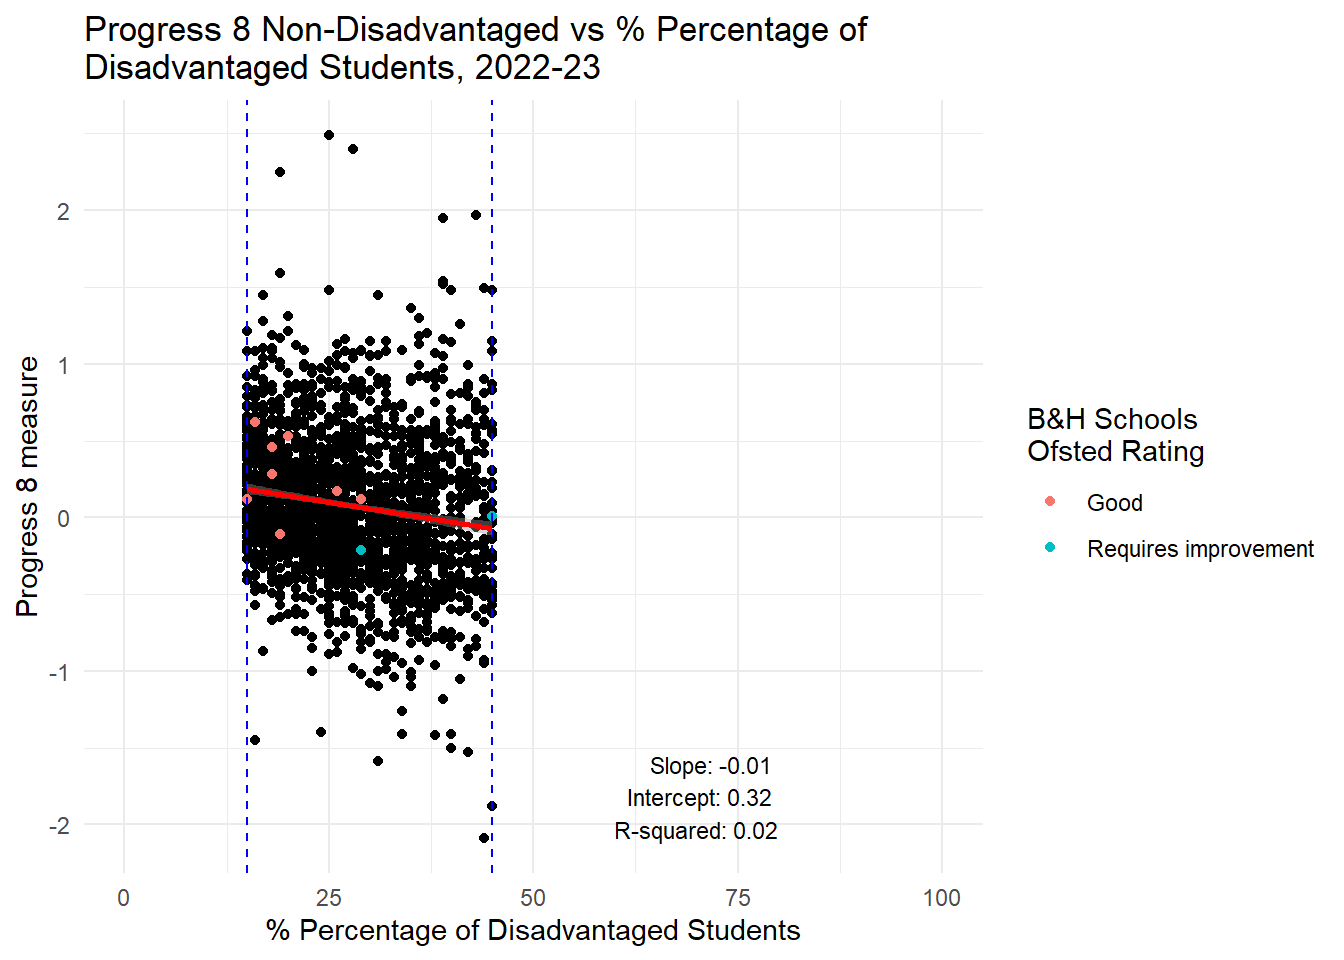 Progress 8 Non-Disadvantaged vs % Percentage of
Disadvantaged Students, 2022-23
Progress 8 measure
2
1
0
-1
-2
Slope: -0.01
Intercept: 0.32
R-squared: 0.02
0 25 50 75 100
% Percentage of Disadvantaged Students
B&H Schools
Ofsted Rating
Good
Requires improvement